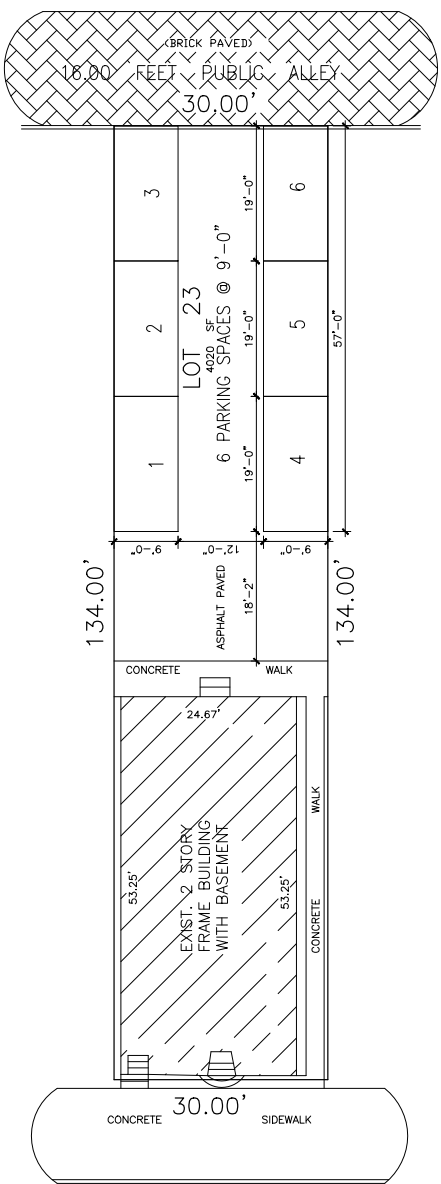 (BRICK PAVED)
16.00 FEET PUBLIC ALLEY
30.00'
3
6
19'-0"
LOT 23
4020 SF
6 PARKING SPACES @ 9'-0"
2
5
19'-0"
57'-0"
1
4
19'-0"
9'-0"
12'-0"
9'-0"
134.00'
ASPHALT PAVED
18'-2"
134.00'
CONCRETE WALK
24.67'
53.25'
EXIST. 2 STORY
FRAME BUILDING
WITH BASEMENT
53.25'
CONCRETE WALK
30.00'
CONCRETE SIDEWALK